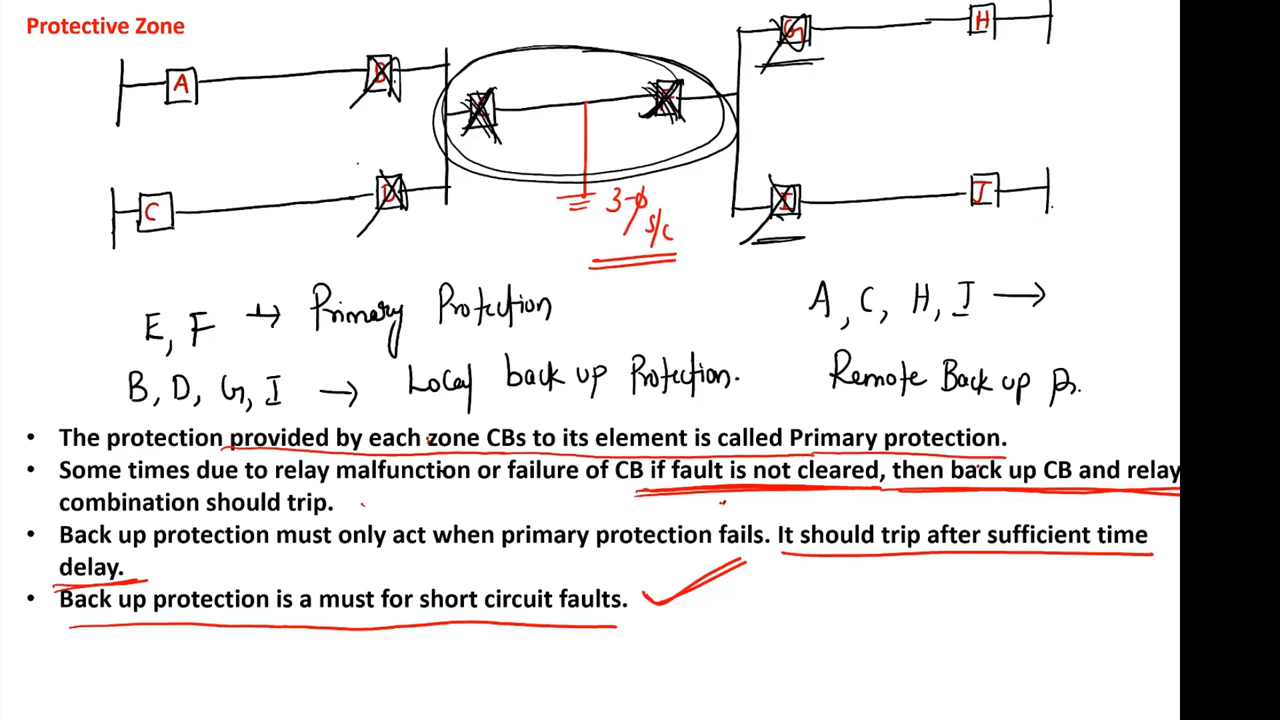 Protective Zone
A
B
C
D
G
H
I
J
3-ϕ
S/C
E, F → Primary Protection
A, C, H, J →
B, D, G, I → Local back up Protection.
Remote Back up Pr.
• The protection provided by each zone CBs to its element is called Primary protection.
• Some times due to relay malfunction or failure of CB if fault is not cleared, then back up CB and relay
combination should trip.
• Back up protection must only act when primary protection fails. It should trip after sufficient time
delay.
• Back up protection is a must for short circuit faults.